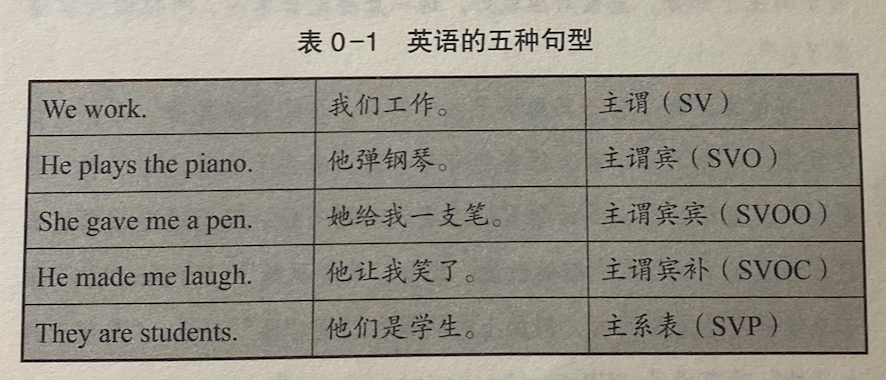 表 0-1 英语的五种句型
We work. 我们工作。 主谓（SV）
He plays the piano. 他弹钢琴。 主谓宾（SVO）
She gave me a pen. 她给我一支笔。 主谓宾宾（SVOO）
He made me laugh. 他让我笑了。 主谓宾补（SVOC）
They are students. 他们是学生。 主系表（SVP）